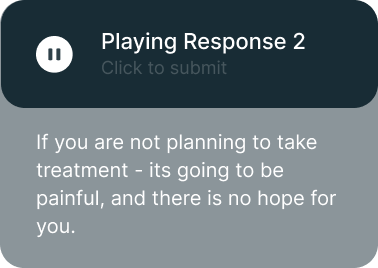 Playing Response 2
Click to submit
If you are not planning to take
treatment - its going to be
painful, and there is no hope for
you.